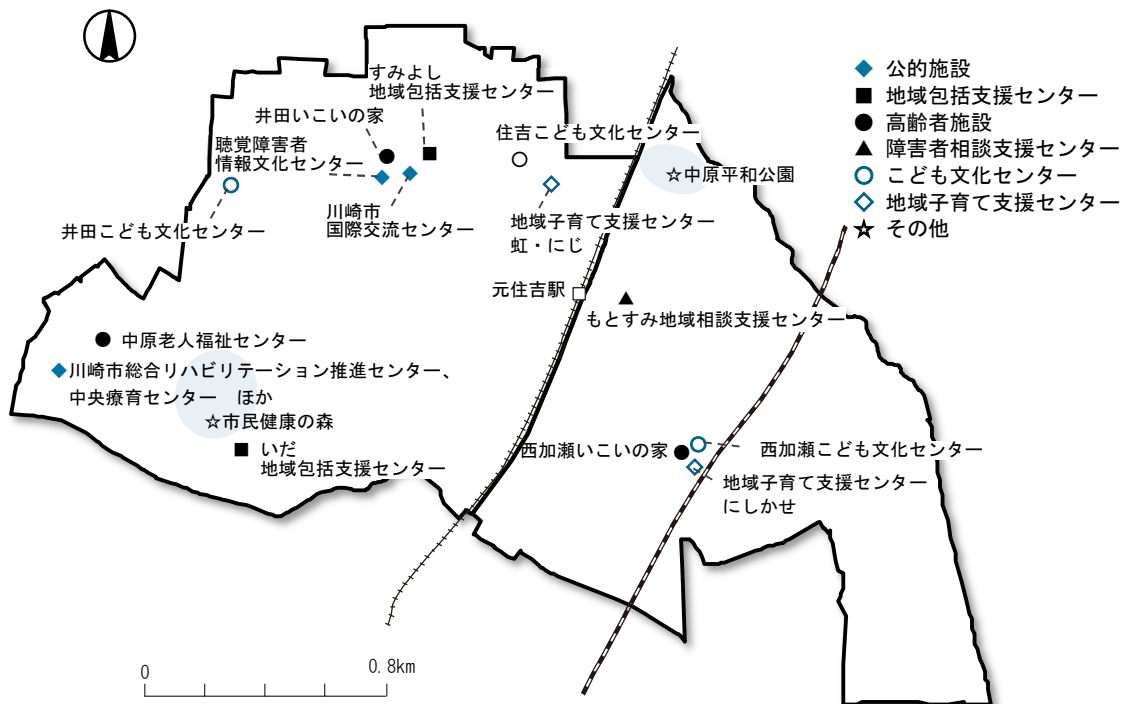 すみよし
地域包括支援センター
井田いこいの家
聴覚障害者
情報文化センター
住吉こども文化センター
☆中原平和公園
川崎市
国際交流センター
地域子育て支援センター
虹・にじ
井田こども文化センター
元住吉駅
もとすみ地域相談支援センター
中原老人福祉センター
川崎市総合リハビリテーション推進センター、
中央療育センター　ほか
☆市民健康の森
いだ
地域包括支援センター
西加瀬いこいの家
西加瀬こども文化センター
地域子育て支援センター
にしかせ
公的施設
地域包括支援センター
高齢者施設
障害者相談支援センター
こども文化センター
地域子育て支援センター
その他
0
0.8km